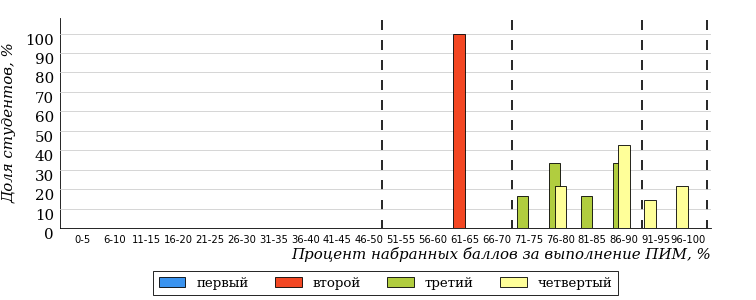 Доля студентов, %
100
90
80
70
60
50
40
30
20
10
0
0-5 6-10 11-15 16-20 21-25 26-30 31-35 36-40 41-45 46-50 51-55 56-60 61-65 66-70 71-75 76-80 81-85 86-90 91-95 96-100
Процент набранных баллов за выполнение ПИМ, %
первый второй третий четвертый